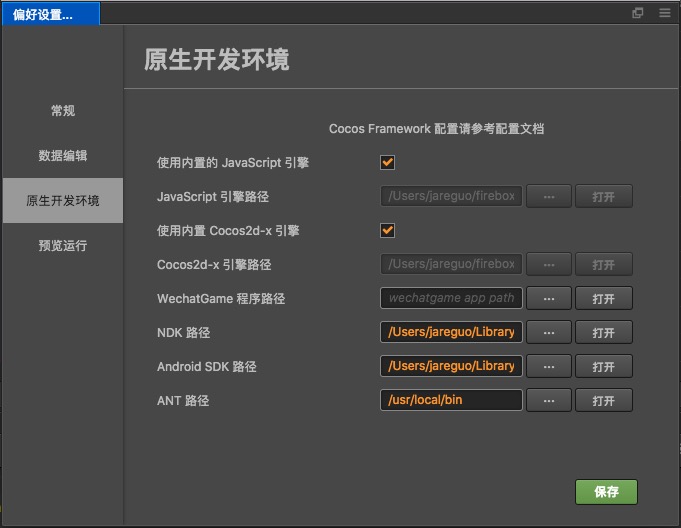 偏好设置...
原生开发环境
常规
数据编辑
原生开发环境
预览运行
Cocos Framework 配置请参考配置文档
使用内置的 JavaScript 引擎
JavaScript 引擎路径 /Users/jareguo/firebox ... 打开
使用内置 Cocos2d-x 引擎
Cocos2d-x 引擎路径 /Users/jareguo/firebox ... 打开
WechatGame 程序路径 wechatgame app path ... 打开
NDK 路径 /Users/jareguo/Library ... 打开
Android SDK 路径 /Users/jareguo/Library ... 打开
ANT 路径 /usr/local/bin ... 打开
保存